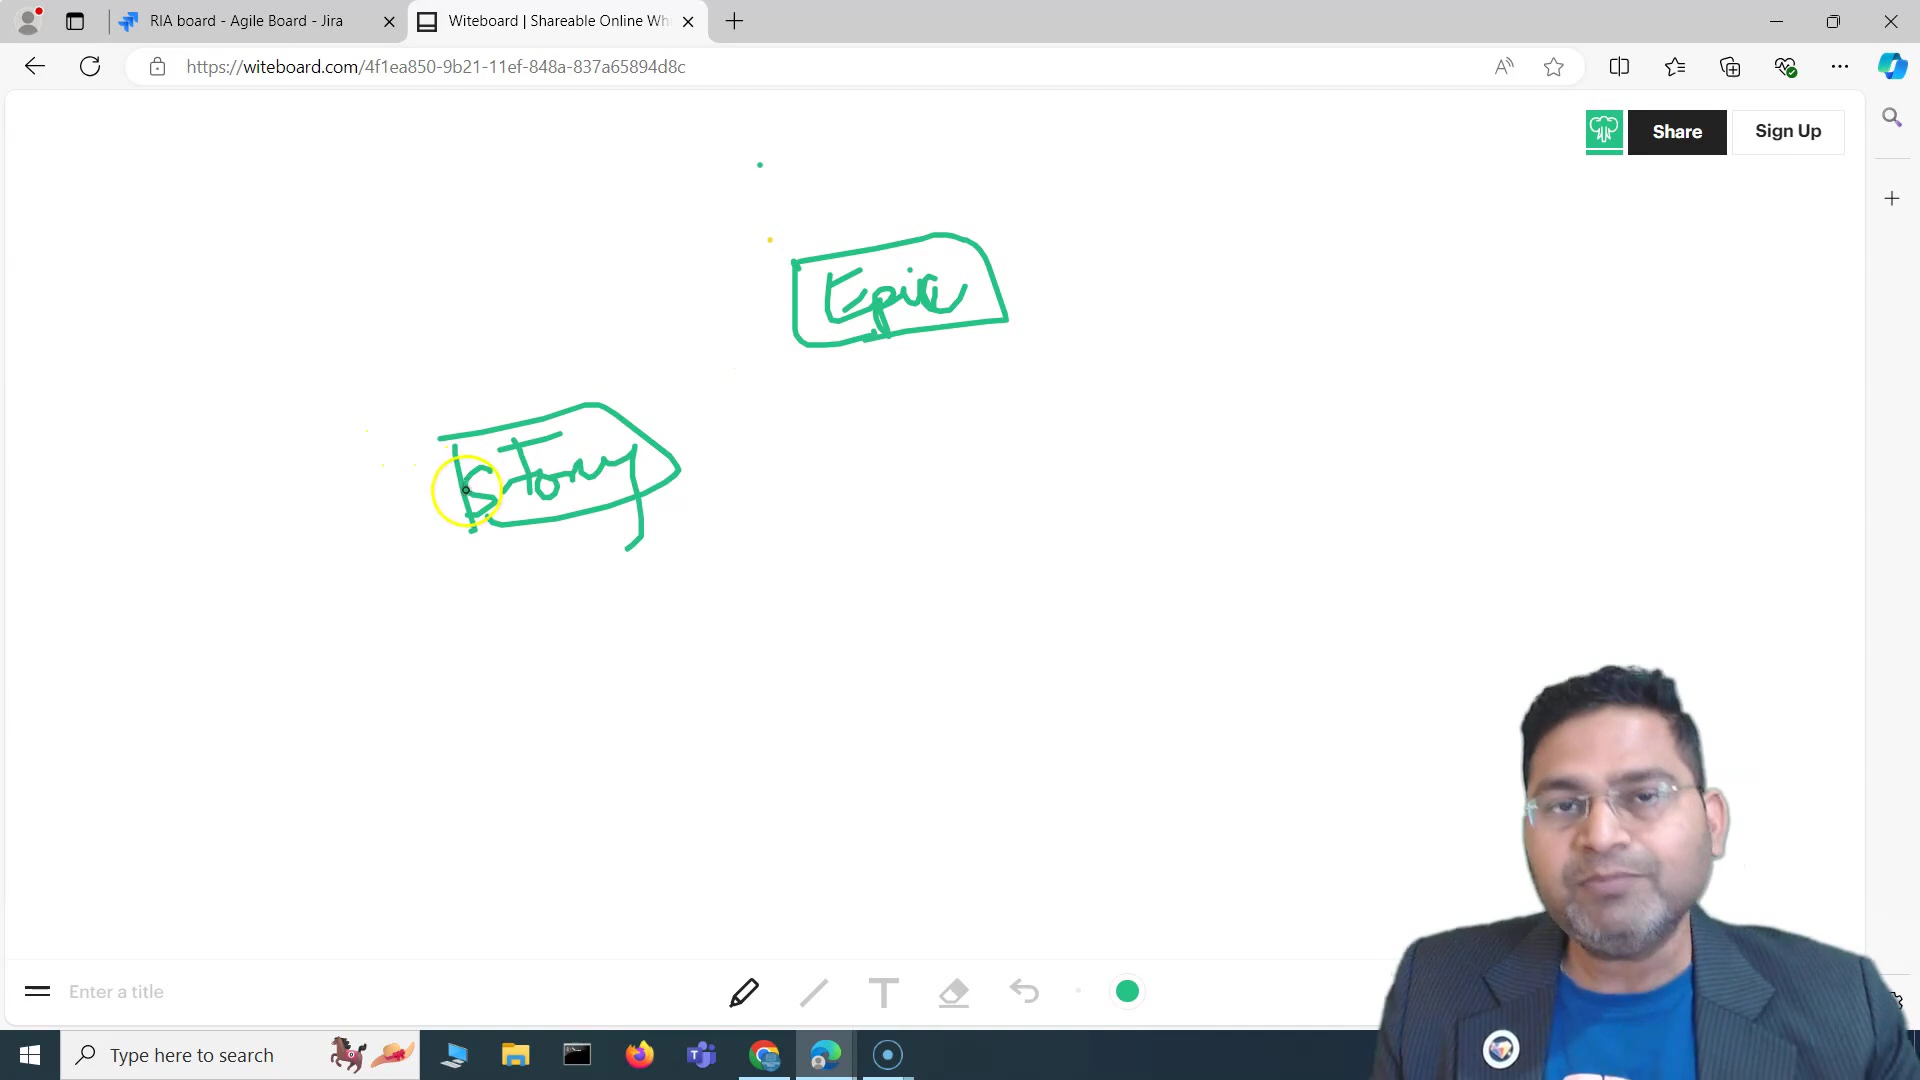 RIA board - Agile Board - Jira
Witeboard | Shareable Online Wh
https://witeboard.com/4f1ea850-9b21-11ef-848a-837a65894d8c
Share
Sign Up
Epic
Story
Enter a title
T
Type here to search